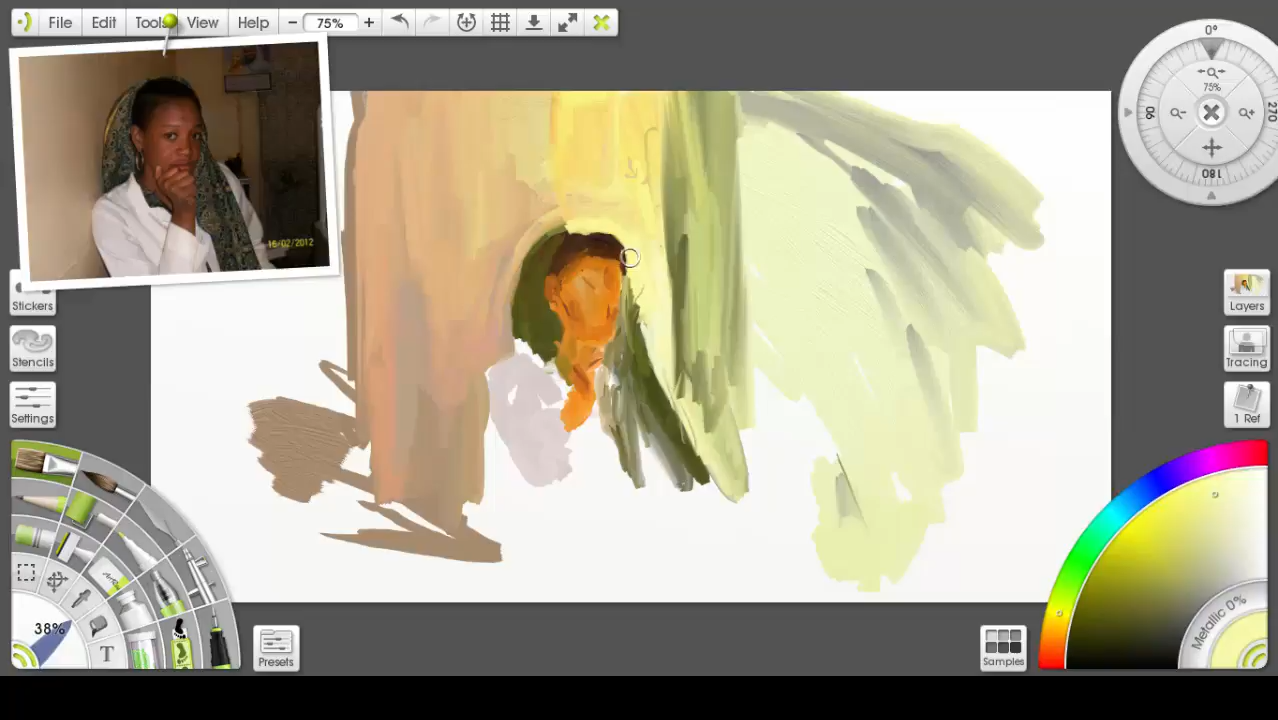 File Edit Tools View Help − 75% +
0°
75%
90
270
180
16/02/2012
Stickers
Stencils
Settings
Layers
Tracing
1 Ref
38%
T
Presets
Samples
Metallic 0%